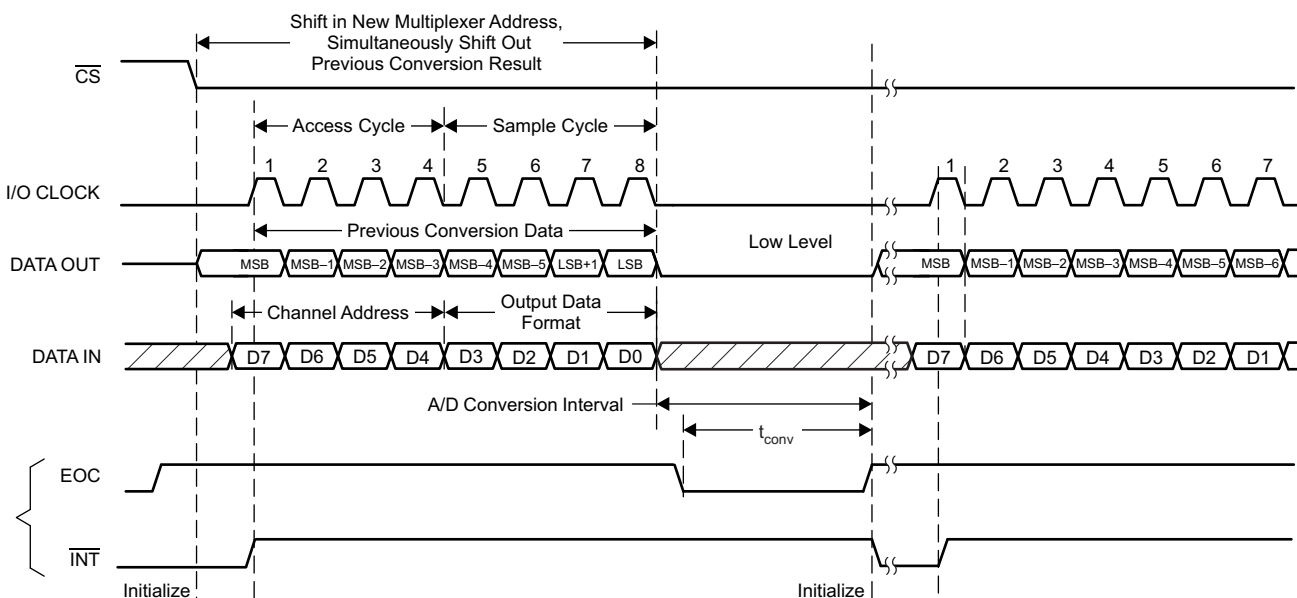 Shift in New Multiplexer Address,
Simultaneously Shift Out
Previous Conversion Result
CS
Access Cycle
Sample Cycle
1 2 3 4 5 6 7 8 1 2 3 4 5 6 7
I/O CLOCK
Previous Conversion Data
Low Level
DATA OUT MSB MSB–1 MSB–2 MSB–3 MSB–4 MSB–5 LSB+1 LSB MSB MSB–1 MSB–2 MSB–3 MSB–4 MSB–5 MSB–6
Channel Address
Output Data
Format
DATA IN D7 D6 D5 D4 D3 D2 D1 D0 D7 D6 D5 D4 D3 D2 D1
A/D Conversion Interval
tconv
EOC
INT
Initialize Initialize